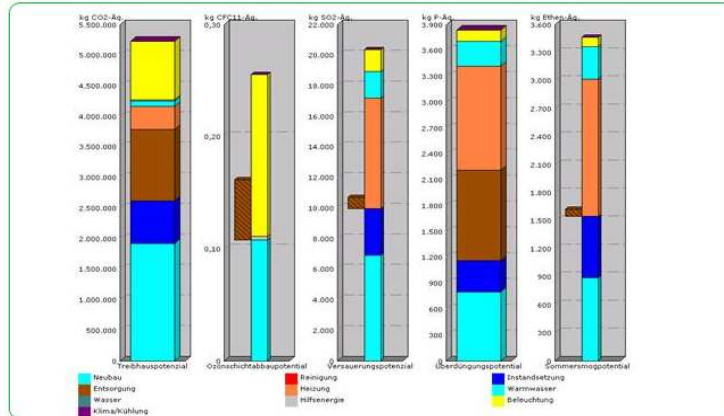 kg CO2-Äq.
5.500.000
5.000.000
4.500.000
4.000.000
3.500.000
3.000.000
2.500.000
2.000.000
1.500.000
1.000.000
500.000
0
Treibhauspotenzial
kg CFC11-Äq.
0,30
0,20
0,10
0
Ozonschichtabbaupotential
kg SO2-Äq.
22.000
20.000
18.000
16.000
14.000
12.000
10.000
8.000
6.000
4.000
2.000
0
Versauerungspotenzial
kg P-Äq.
3.900
3.600
3.300
3.000
2.700
2.400
2.100
1.800
1.500
1.200
900
600
300
0
Überdüngungspotential
kg Ethen-Äq.
3.600
3.300
3.000
2.700
2.400
2.100
1.800
1.500
1.200
900
600
300
0
Sommersmogpotential
Neubau
Reinigung
Instandsetzung
Entsorgung
Heizung
Warmwasser
Wasser
Hilfsenergie
Beleuchtung
Klima/Kühlung